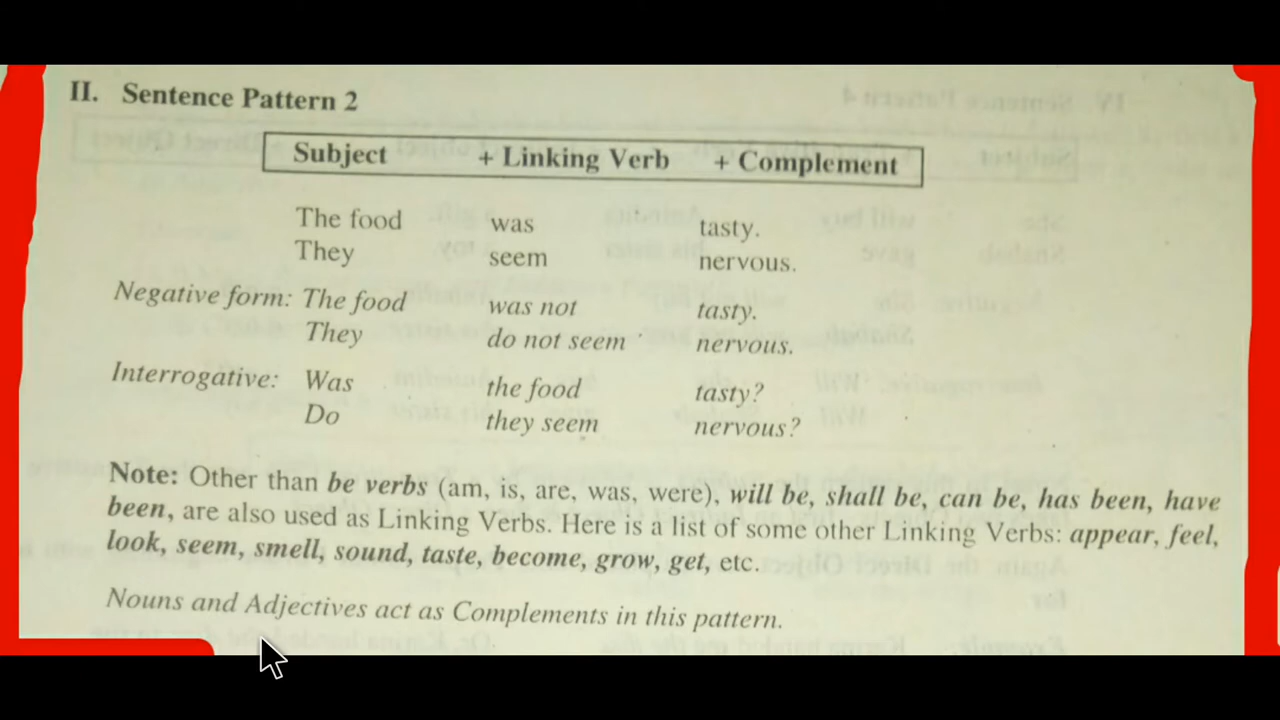 II. Sentence Pattern 2
Subject + Linking Verb + Complement
The food was tasty.
They seem nervous.
Negative form: The food was not tasty.
They do not seem nervous.
Interrogative: Was the food tasty?
Do they seem nervous?
Note: Other than be verbs (am, is, are, was, were), will be, shall be, can be, has been, have
been, are also used as Linking Verbs. Here is a list of some other Linking Verbs: appear, feel,
look, seem, smell, sound, taste, become, grow, get, etc.
Nouns and Adjectives act as Complements in this pattern.